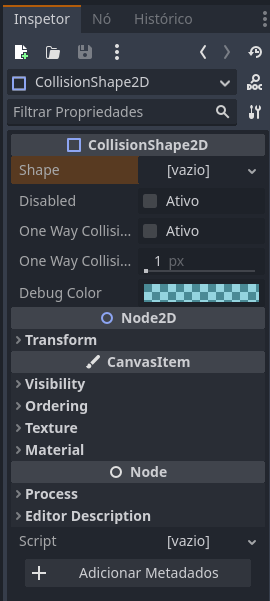 Inspetor Nó Histórico
CollisionShape2D
DOC
Filtrar Propriedades
CollisionShape2D
Shape [vazio]
Disabled Ativo
One Way Collisi... Ativo
One Way Collisi... 1 px
Debug Color
Node2D
Transform
CanvasItem
Visibility
Ordering
Texture
Material
Node
Process
Editor Description
Script [vazio]
Adicionar Metadados